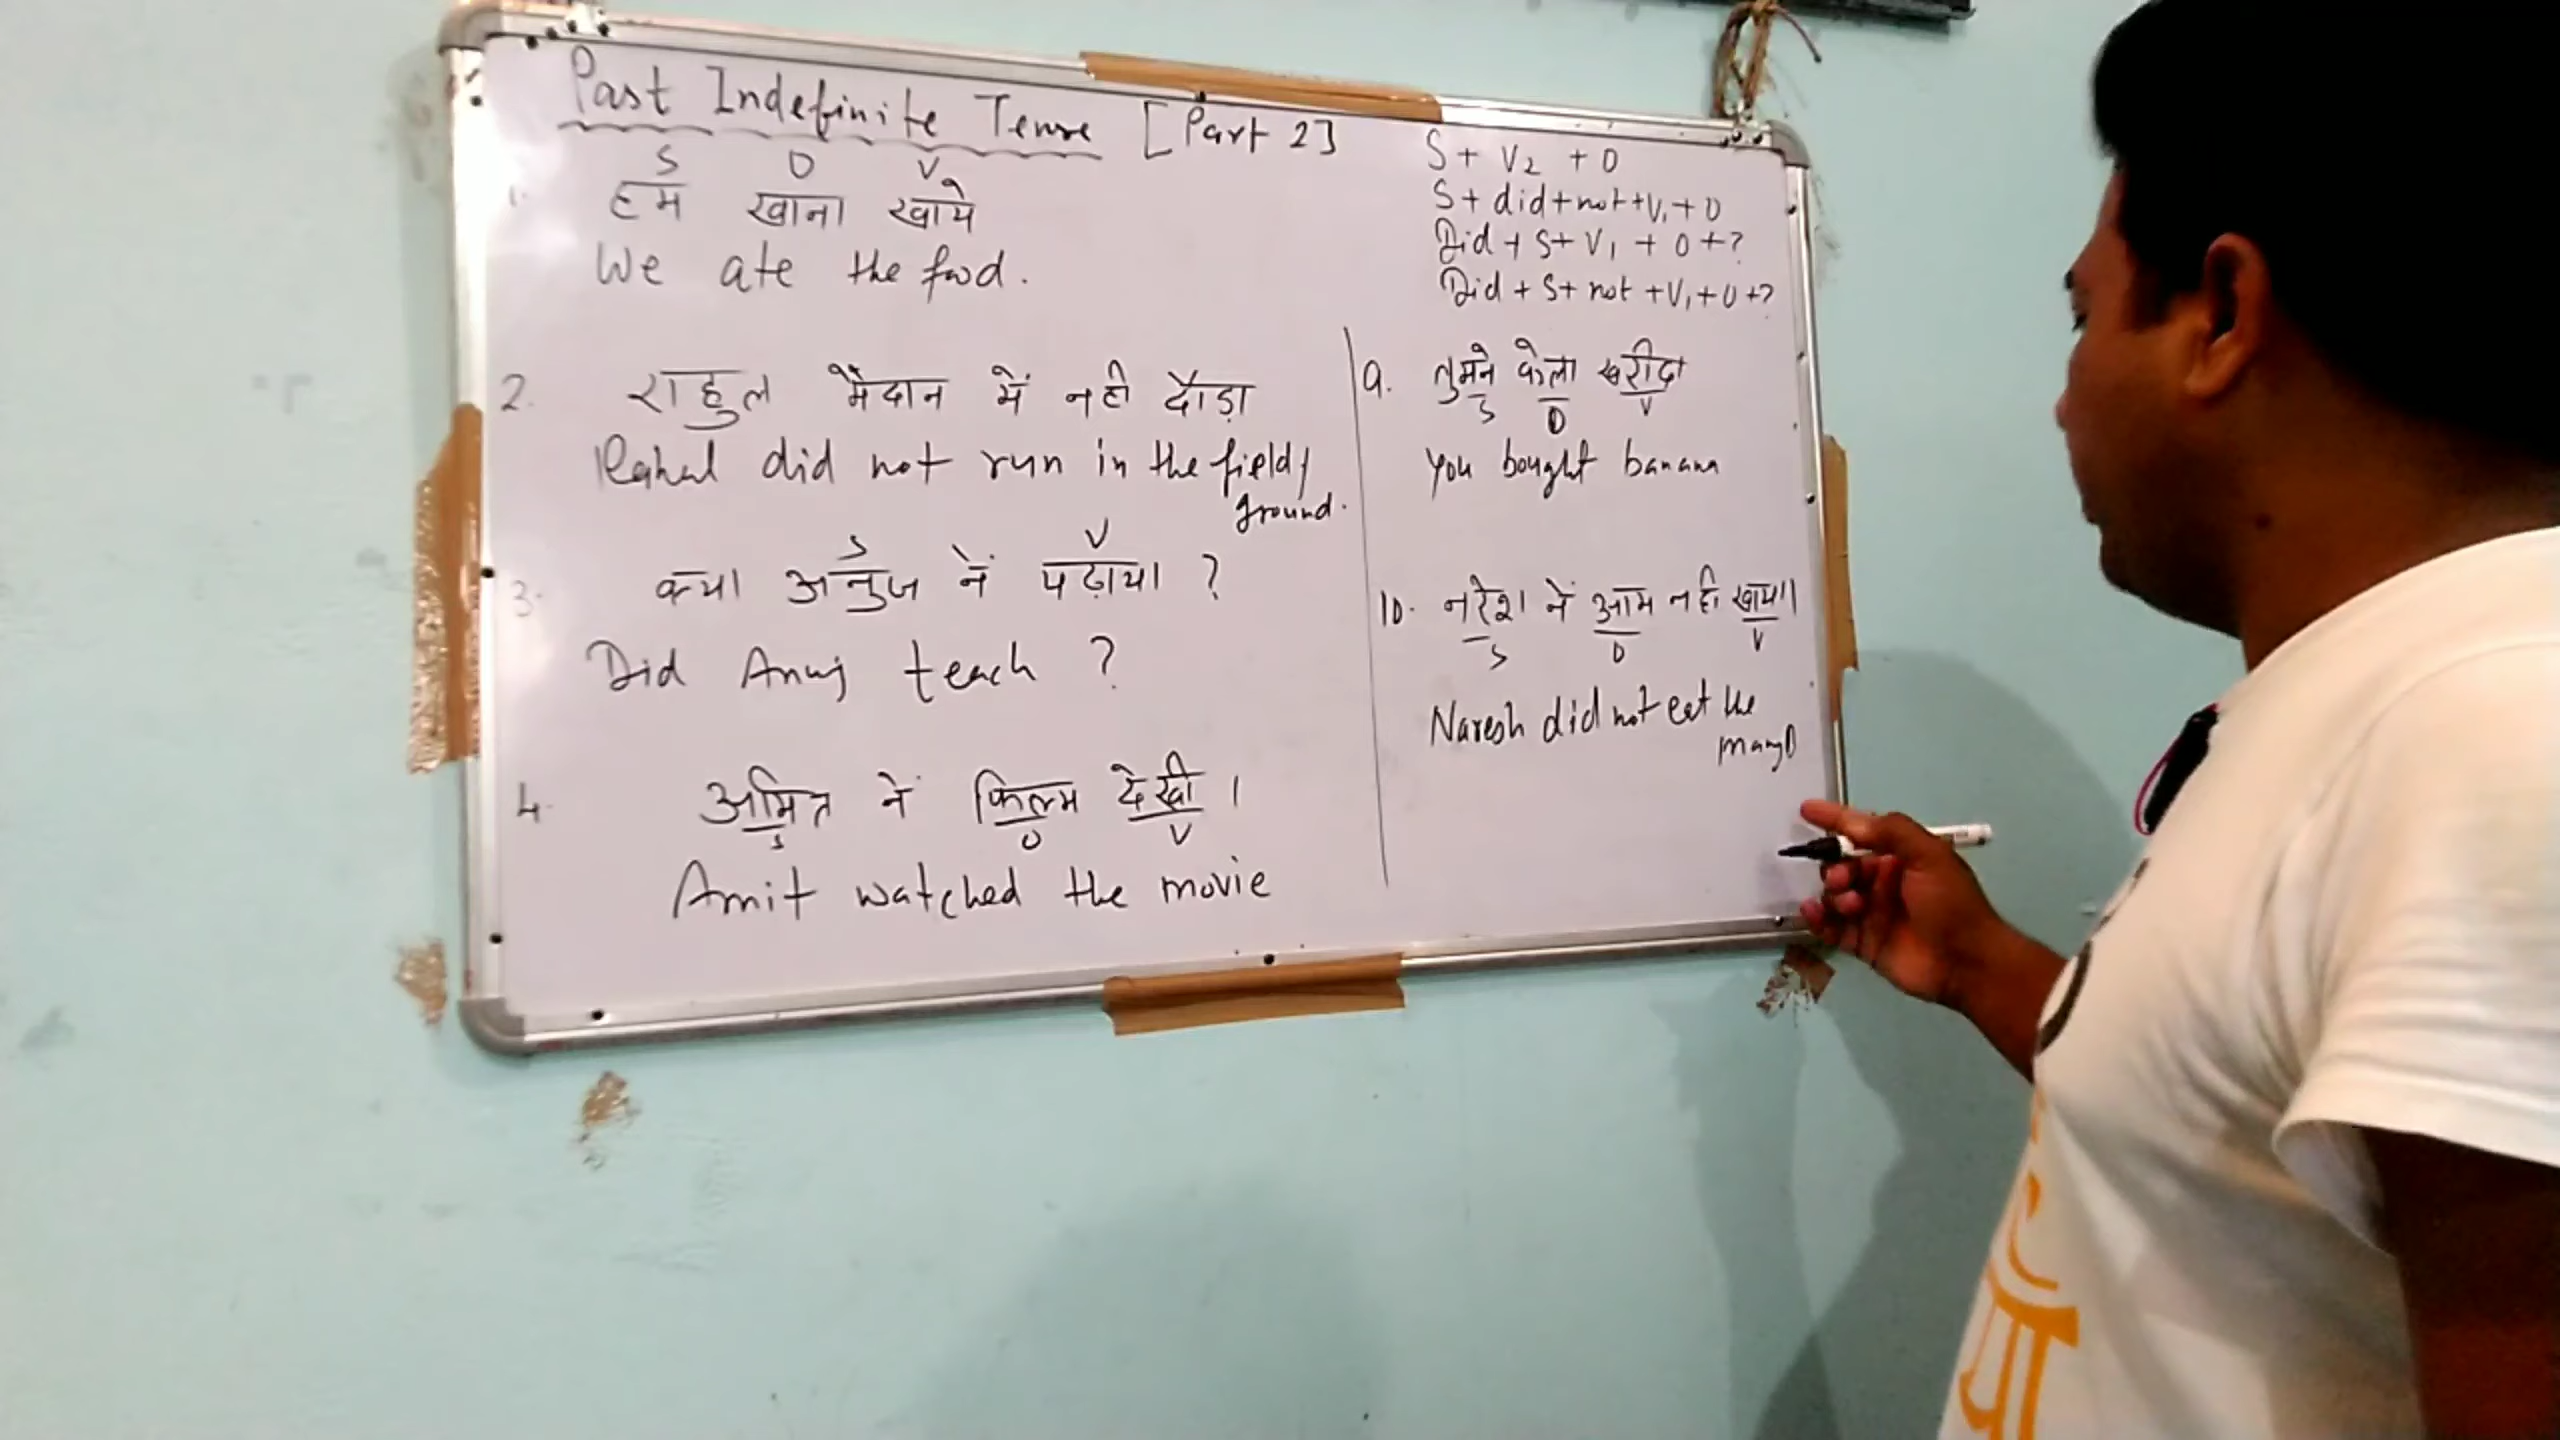 Past Indefinite Tense [Part 2]
S O V
1. हम खाना खाये
We ate the food.
2. राहुल मैदान में नही दौड़ा
Rahul did not run in the field/
ground.
S V
3. क्या अनुज नें पढ़ाया ?
Did Anuj teach ?
4. अमित नें फिल्म देखी ।
S O V
Amit watched the movie
S + V2 + O
S + did + not + V1 + O
Did + S + V1 + O + ?
Did + S + not + V1 + O + ?
9. तुमने केला खरीदा
S O V
You bought banana
10. नरेश नें आम नही खाया।
S O V
Naresh did not eat the
mango